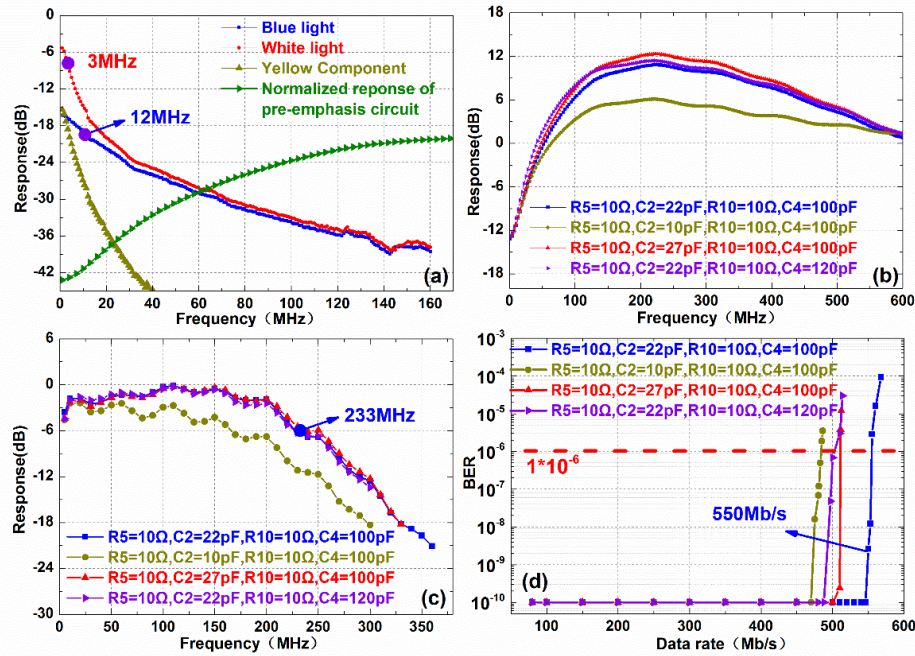 0
-6
-12
-18
-24
-30
-36
-42
Response(dB)
Blue light
White light
Yellow Component
Normalized reponse of
pre-emphasis circuit
3MHz
12MHz
(a)
0 20 40 60 80 100 120 140 160
Frequency (MHz)
18
12
6
0
-6
-12
-18
Response(dB)
R5=10Ω,C2=22pF,R10=10Ω,C4=100pF
R5=10Ω,C2=10pF,R10=10Ω,C4=100pF
R5=10Ω,C2=27pF,R10=10Ω,C4=100pF
R5=10Ω,C2=22pF,R10=10Ω,C4=120pF
(b)
0 100 200 300 400 500 600
Frequency (MHz)
6
0
-6
-12
-18
-24
-30
Response(dB)
233MHz
R5=10Ω,C2=22pF,R10=10Ω,C4=100pF
R5=10Ω,C2=10pF,R10=10Ω,C4=100pF
R5=10Ω,C2=27pF,R10=10Ω,C4=100pF
R5=10Ω,C2=22pF,R10=10Ω,C4=120pF
(c)
0 50 100 150 200 250 300 350
Frequency (MHz)
10⁻³
10⁻⁴
10⁻⁵
10⁻⁶
10⁻⁷
10⁻⁸
10⁻⁹
10⁻¹⁰
BER
R5=10Ω,C2=22pF,R10=10Ω,C4=100pF
R5=10Ω,C2=10pF,R10=10Ω,C4=100pF
R5=10Ω,C2=27pF,R10=10Ω,C4=100pF
R5=10Ω,C2=22pF,R10=10Ω,C4=120pF
1*10⁻⁶
550Mb/s
(d)
100 200 300 400 500 600
Data rate (Mb/s)